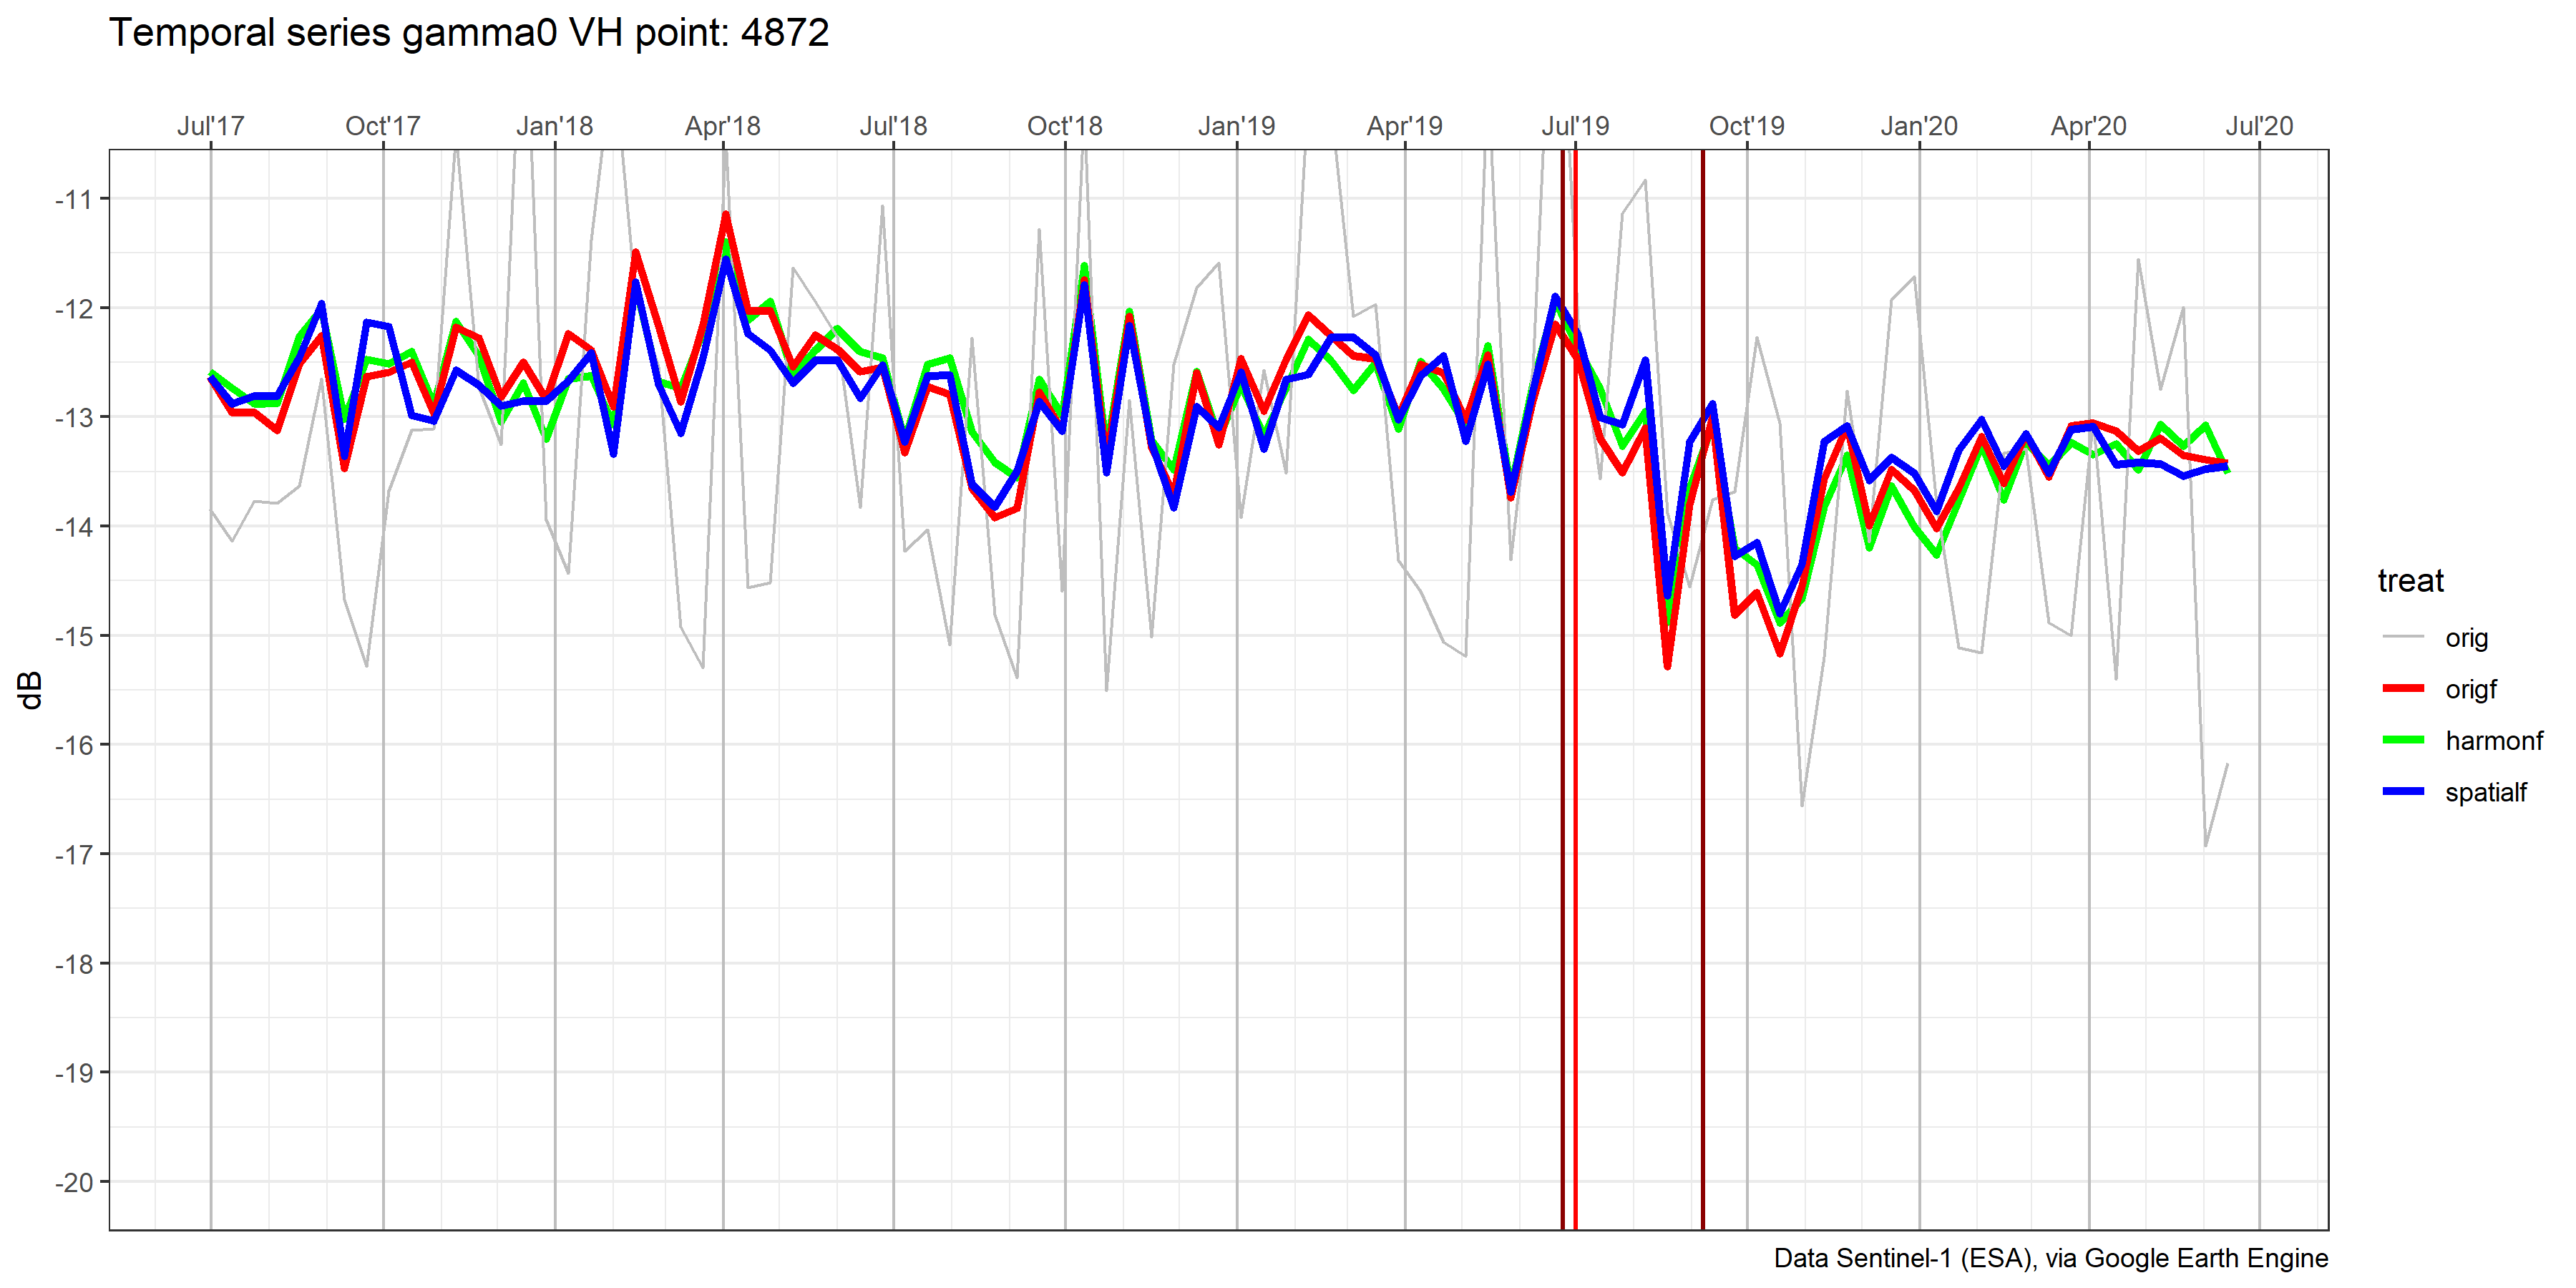 Temporal series gamma0 VH point: 4872
Jul'17 Oct'17 Jan'18 Apr'18 Jul'18 Oct'18 Jan'19 Apr'19 Jul'19 Oct'19 Jan'20 Apr'20 Jul'20
-11
-12
-13
-14
-15
-16
-17
-18
-19
-20
dB
treat
orig
origf
harmonf
spatialf
Data Sentinel-1 (ESA), via Google Earth Engine